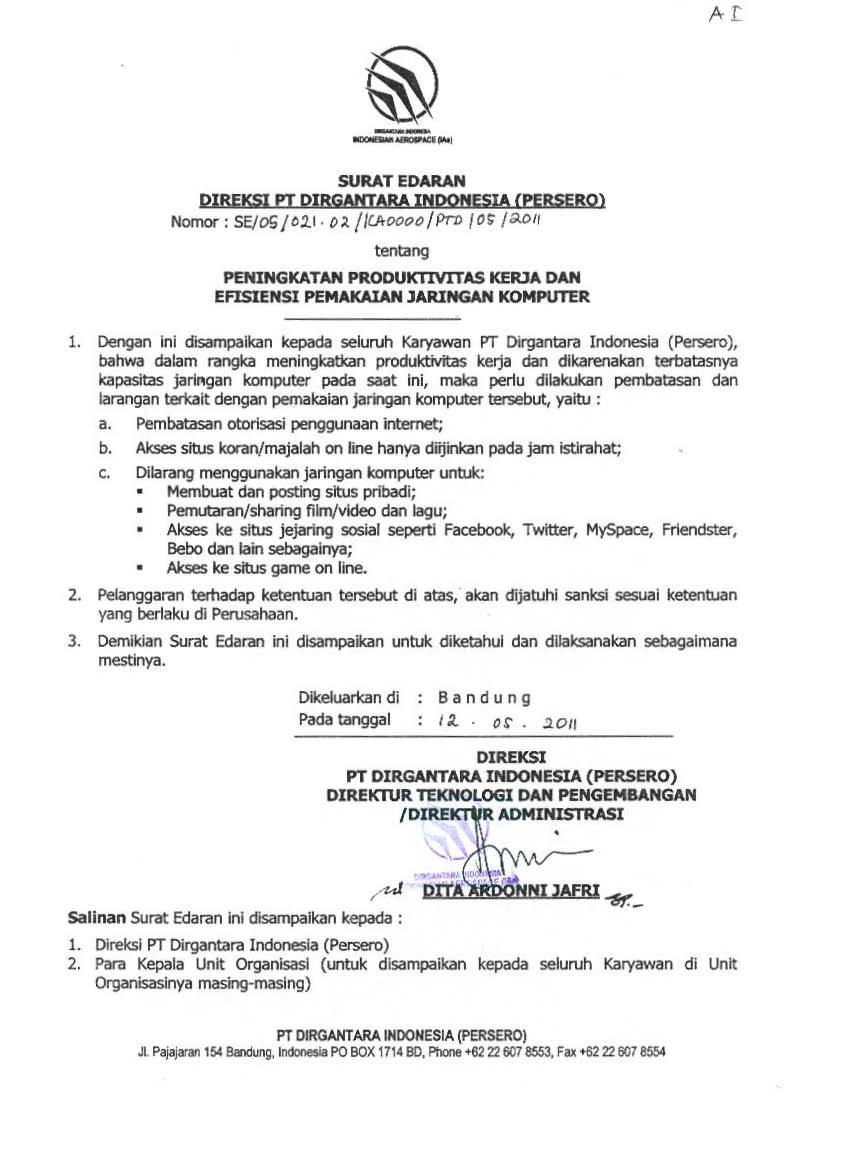 A I
DIRGANTARA INDONESIA
INDONESIAN AEROSPACE (IAe)
SURAT EDARAN
DIREKSI PT DIRGANTARA INDONESIA (PERSERO)
Nomor : SE/05/021.02/KA0000/PTD/05/2011
tentang
PENINGKATAN PRODUKTIVITAS KERJA DAN
EFISIENSI PEMAKAIAN JARINGAN KOMPUTER
1. Dengan ini disampaikan kepada seluruh Karyawan PT Dirgantara Indonesia (Persero),
bahwa dalam rangka meningkatkan produktivitas kerja dan dikarenakan terbatasnya
kapasitas jaringan komputer pada saat ini, maka perlu dilakukan pembatasan dan
larangan terkait dengan pemakaian jaringan komputer tersebut, yaitu :
a. Pembatasan otorisasi penggunaan internet;
b. Akses situs koran/majalah on line hanya diijinkan pada jam istirahat;
c. Dilarang menggunakan jaringan komputer untuk:
▪ Membuat dan posting situs pribadi;
▪ Pemutaran/sharing film/video dan lagu;
▪ Akses ke situs jejaring sosial seperti Facebook, Twitter, MySpace, Friendster,
Bebo dan lain sebagainya;
▪ Akses ke situs game on line.
2. Pelanggaran terhadap ketentuan tersebut di atas, akan dijatuhi sanksi sesuai ketentuan
yang berlaku di Perusahaan.
3. Demikian Surat Edaran ini disampaikan untuk diketahui dan dilaksanakan sebagaimana
mestinya.
Dikeluarkan di : B a n d u n g
Pada tanggal : 12 . 05 . 2011
DIREKSI
PT DIRGANTARA INDONESIA (PERSERO)
DIREKTUR TEKNOLOGI DAN PENGEMBANGAN
/DIREKTUR ADMINISTRASI
DIRGANTARA INDONESIA
DITA ARDONNI JAFRI
Salinan Surat Edaran ini disampaikan kepada :
1. Direksi PT Dirgantara Indonesia (Persero)
2. Para Kepala Unit Organisasi (untuk disampaikan kepada seluruh Karyawan di Unit
Organisasinya masing-masing)
PT DIRGANTARA INDONESIA (PERSERO)
Jl. Pajajaran 154 Bandung, Indonesia PO BOX 1714 BD, Phone +62 22 607 8553, Fax +62 22 607 8554